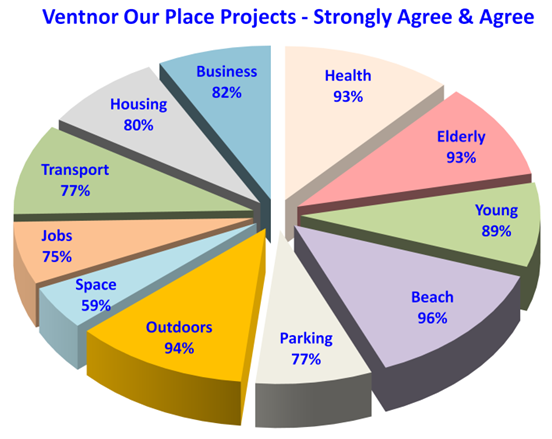 Ventnor Our Place Projects - Strongly Agree & Agree
Health
93%
Elderly
93%
Young
89%
Beach
96%
Parking
77%
Outdoors
94%
Space
59%
Jobs
75%
Transport
77%
Housing
80%
Business
82%